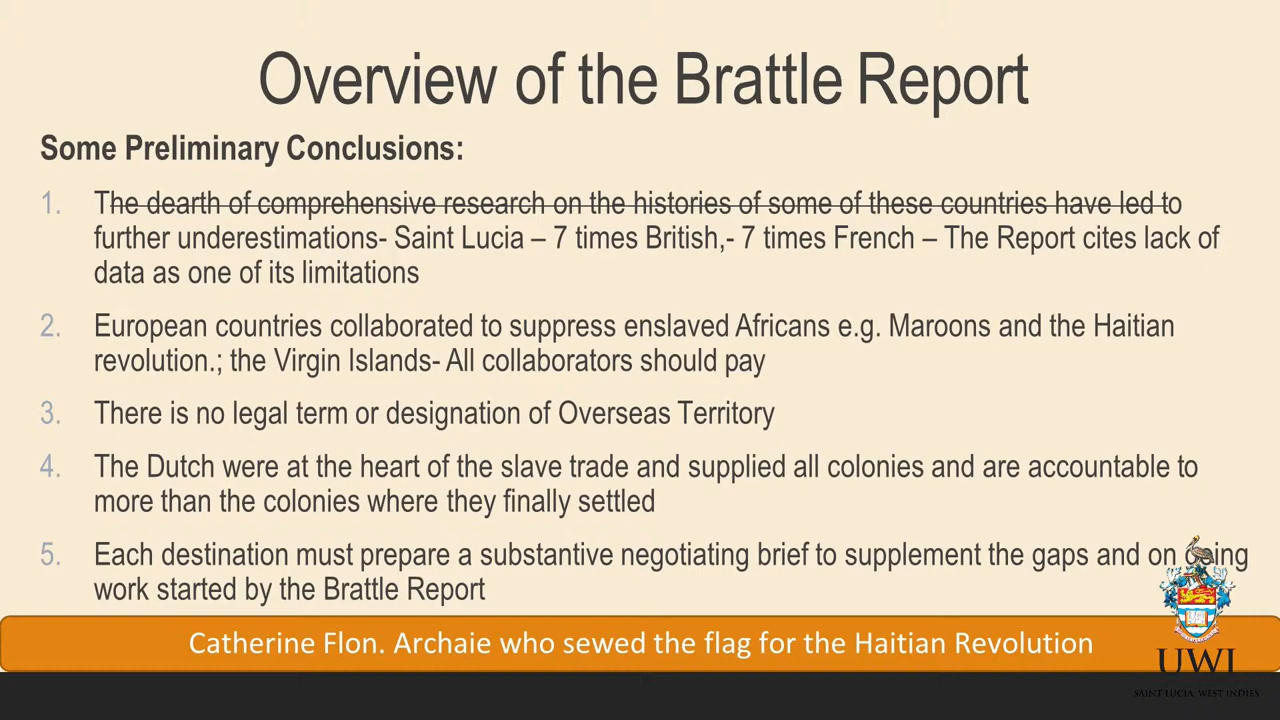 Overview of the Brattle Report
Some Preliminary Conclusions:
1. The dearth of comprehensive research on the histories of some of these countries have led to
further underestimations- Saint Lucia – 7 times British,- 7 times French – The Report cites lack of
data as one of its limitations
2. European countries collaborated to suppress enslaved Africans e.g. Maroons and the Haitian
revolution.; the Virgin Islands- All collaborators should pay
3. There is no legal term or designation of Overseas Territory
4. The Dutch were at the heart of the slave trade and supplied all colonies and are accountable to
more than the colonies where they finally settled
5. Each destination must prepare a substantive negotiating brief to supplement the gaps and on going
work started by the Brattle Report
Catherine Flon. Archaie who sewed the flag for the Haitian Revolution
UWI
SAINT LUCIA, WEST INDIES